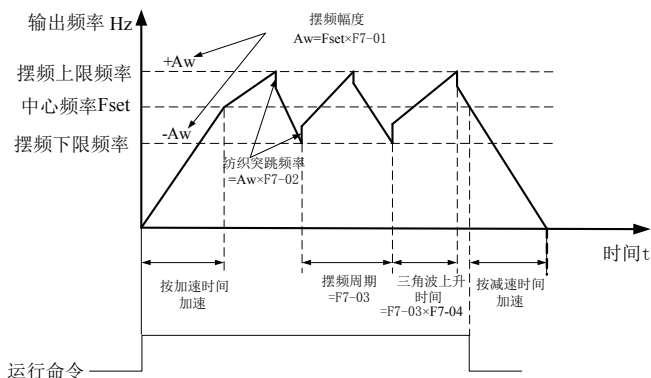 输出频率 Hz
摆频幅度
Aw=Fset×F7-01
+Aw
摆频上限频率
中心频率Fset
-Aw
摆频下限频率
纺织突跳频率
=Aw×F7-02
时间t
按加速时间
加速
摆频周期
=F7-03
三角波上升
时间
=F7-03×F7-04
按减速时间
加速
运行命令